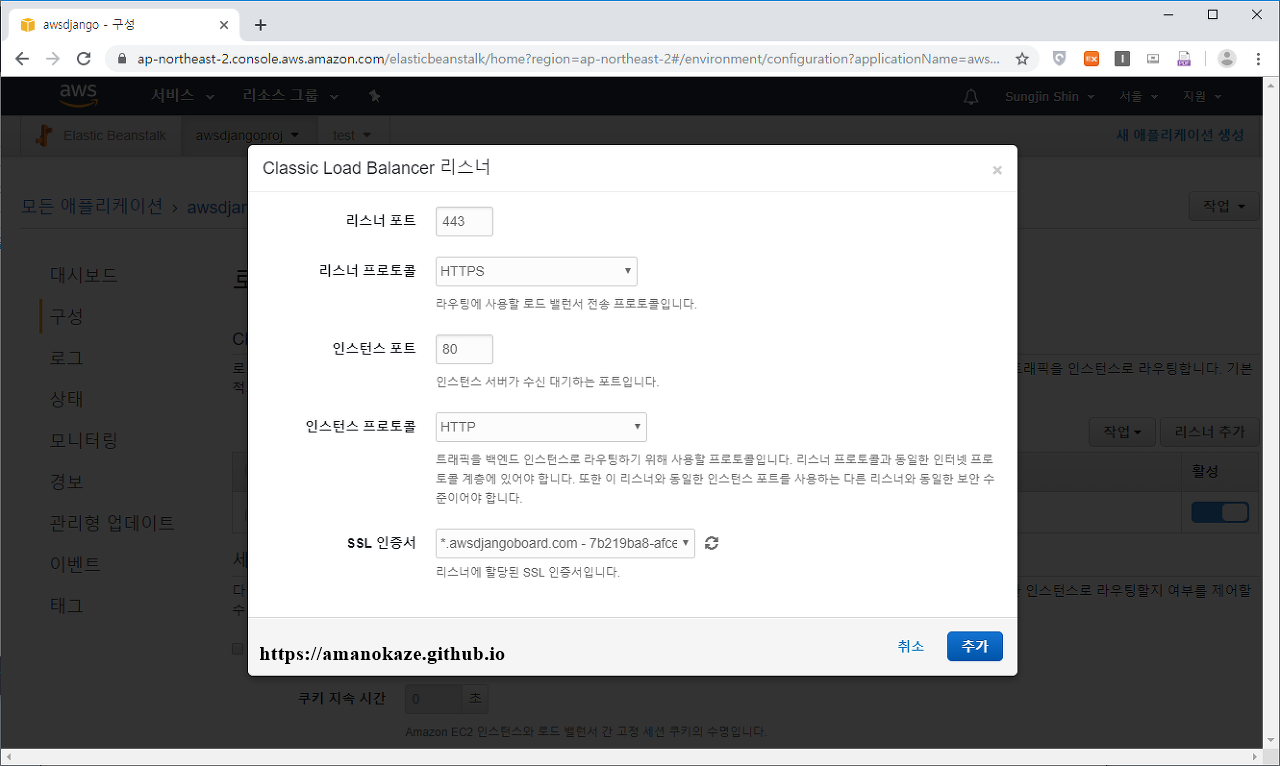 awsdjango - 구성
ap-northeast-2.console.aws.amazon.com/elasticbeanstalk/home?region=ap-northeast-2#/environment/configuration?applicationName=aws...
aws 서비스 리소스 그룹 Sungjin Shin 서울 지원
Elastic Beanstalk awsdjangoproj test 새 애플리케이션 생성
모든 애플리케이션 > awsdjan
작업
대시보드
구성
로그
상태
모니터링
경보
관리형 업데이트
이벤트
태그
Classic Load Balancer 리스너
리스너 포트 443
리스너 프로토콜 HTTPS
라우팅에 사용할 로드 밸런서 전송 프로토콜입니다.
인스턴스 포트 80
인스턴스 서버가 수신 대기하는 포트입니다.
인스턴스 프로토콜 HTTP
트래픽을 백엔드 인스턴스로 라우팅하기 위해 사용할 프로토콜입니다. 리스너 프로토콜과 동일한 인터넷 프로
토콜 계층에 있어야 합니다. 또한 이 리스너와 동일한 인스턴스 포트를 사용하는 다른 리스너와 동일한 보안 수
준이어야 합니다.
SSL 인증서 *.awsdjangoboard.com - 7b219ba8-afce
리스너에 할당된 SSL 인증서입니다.
https://amanokaze.github.io
취소 추가
트래픽을 인스턴스로 라우팅합니다. 기본
적
작업 리스너 추가
활성
인스턴스로 라우팅할지 여부를 제어할
수
쿠키 지속 시간 0 초
Amazon EC2 인스턴스와 로드 밸런서 간 고정 세션 쿠키의 수명입니다.